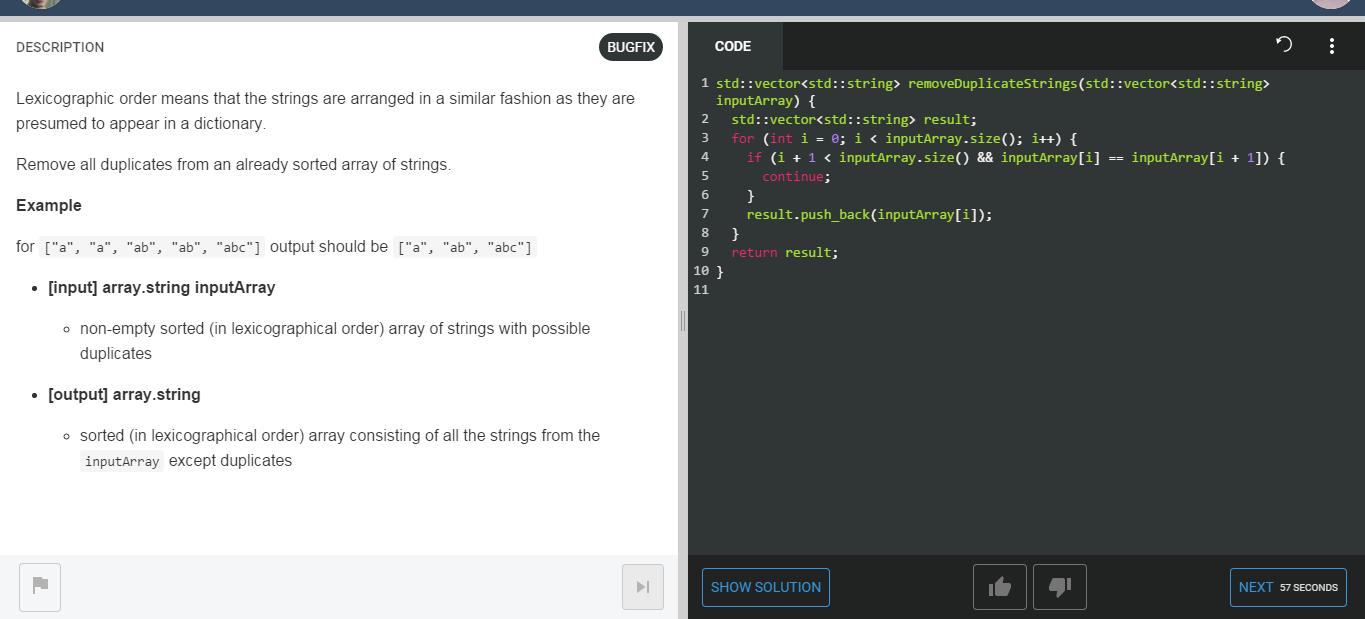 DESCRIPTION
BUGFIX
Lexicographic order means that the strings are arranged in a similar fashion as they are
presumed to appear in a dictionary.
Remove all duplicates from an already sorted array of strings.
Example
for ["a", "a", "ab", "ab", "abc"] output should be ["a", "ab", "abc"]
• [input] array.string inputArray
◦ non-empty sorted (in lexicographical order) array of strings with possible
duplicates
• [output] array.string
◦ sorted (in lexicographical order) array consisting of all the strings from the
inputArray except duplicates
CODE
1 std::vector<std::string> removeDuplicateStrings(std::vector<std::string>
inputArray) {
2   std::vector<std::string> result;
3   for (int i = 0; i < inputArray.size(); i++) {
4     if (i + 1 < inputArray.size() && inputArray[i] == inputArray[i + 1]) {
5       continue;
6     }
7     result.push_back(inputArray[i]);
8   }
9   return result;
10 }
11
SHOW SOLUTION
NEXT 57 SECONDS